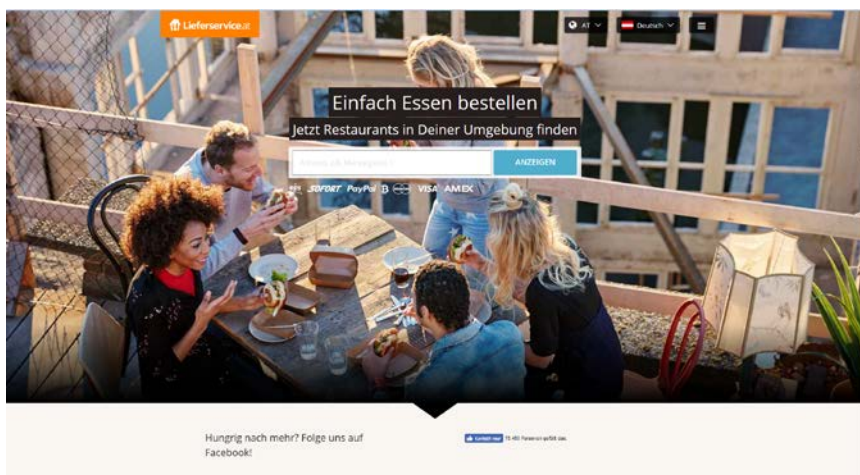 Lieferservice.at
AT
Deutsch
Einfach Essen bestellen
Jetzt Restaurants in Deiner Umgebung finden
ANZEIGEN
SOFORT PayPal VISA AMEX
Hungrig nach mehr? Folge uns auf
Facebook!